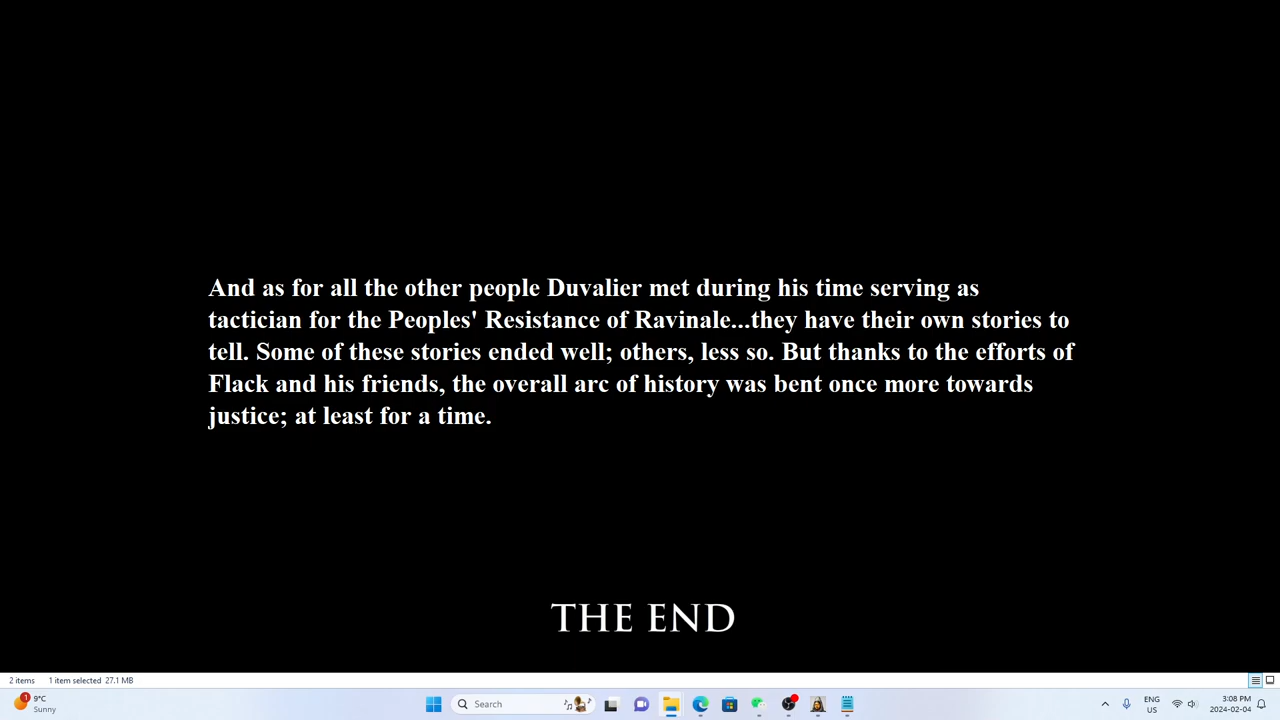 And as for all the other people Duvalier met during his time serving as
tactician for the Peoples' Resistance of Ravinale...they have their own stories to
tell. Some of these stories ended well; others, less so. But thanks to the efforts of
Flack and his friends, the overall arc of history was bent once more towards
justice; at least for a time.
THE END
2 items 1 item selected 27.1 MB
1
9°C
Sunny
Search
ENG
US
3:08 PM
2024-02-04